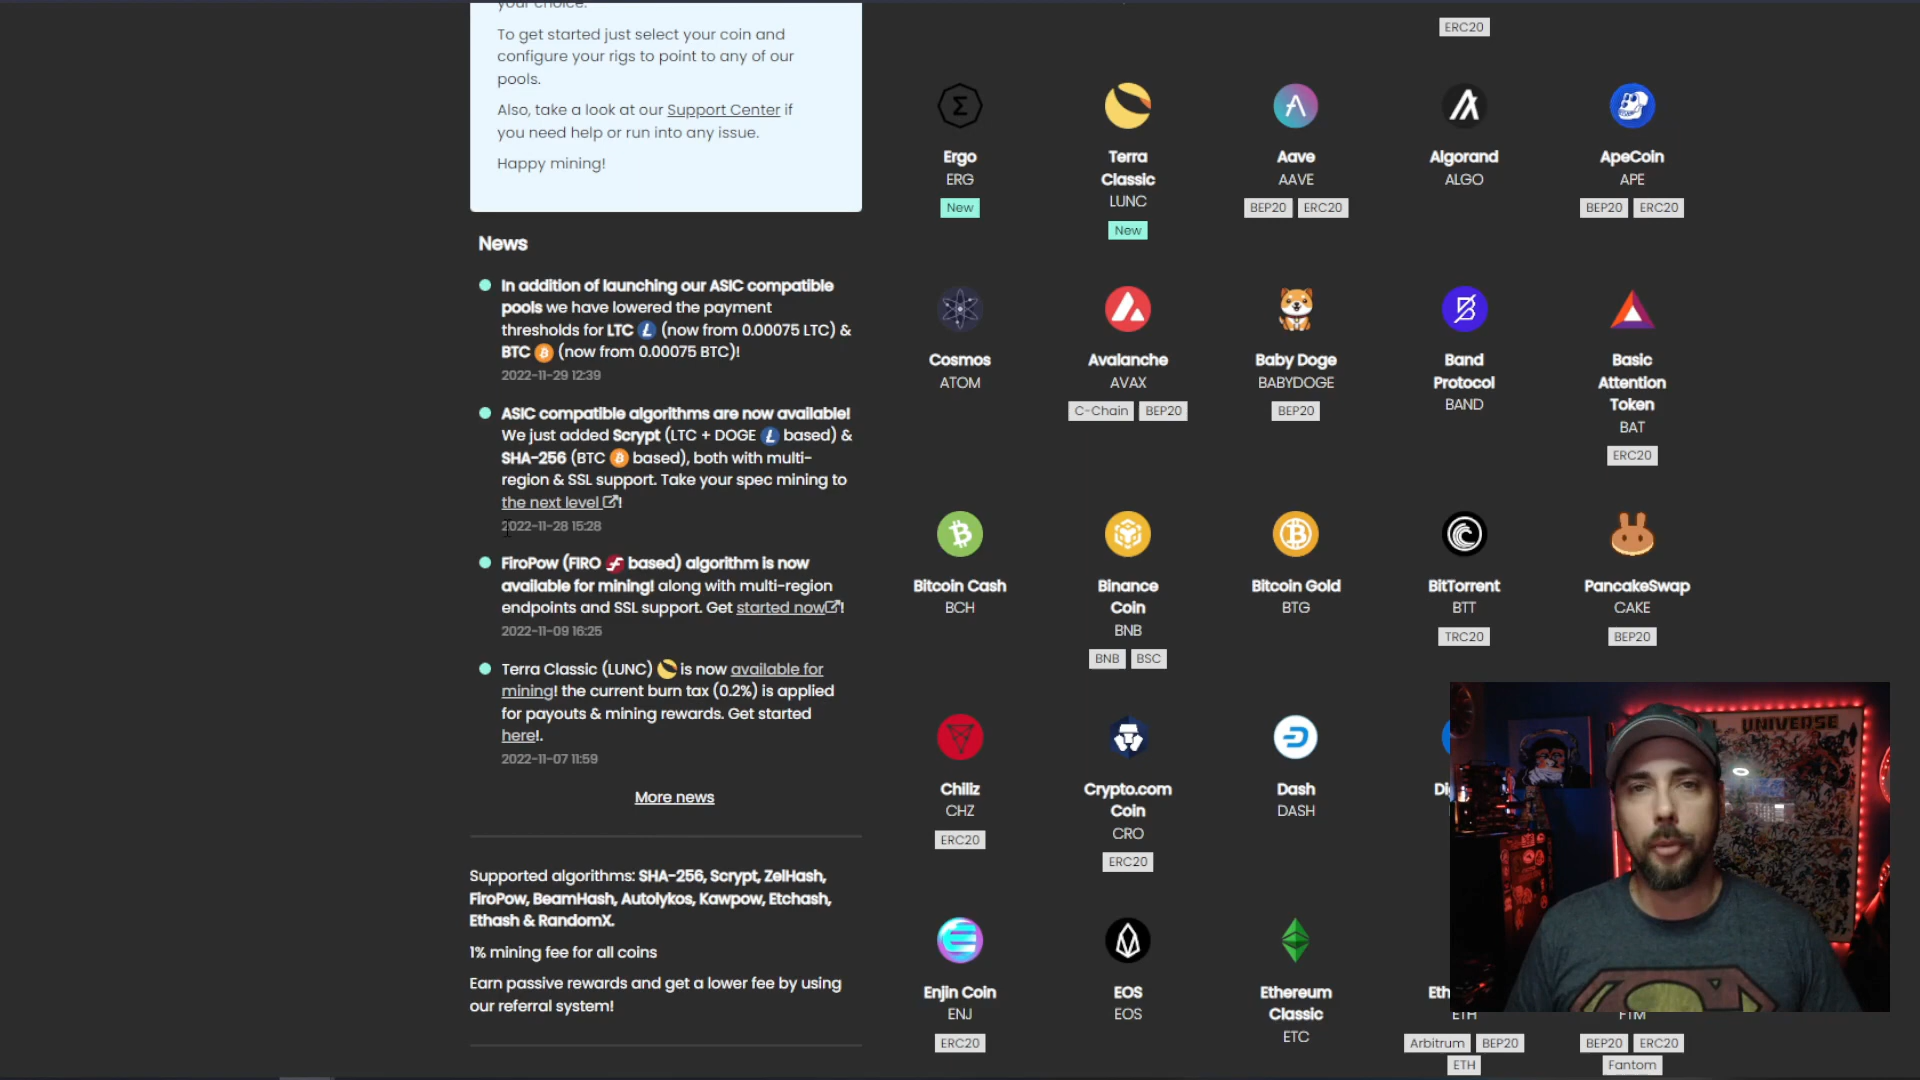 your choice.
To get started just select your coin and
configure your rigs to point to any of our
pools.
Also, take a look at our Support Center if
you need help or run into any issue.
Happy mining!
News
In addition of launching our ASIC compatible
pools we have lowered the payment
thresholds for LTC (now from 0.00075 LTC) &
BTC (now from 0.00075 BTC)!
2022-11-29 12:39
ASIC compatible algorithms are now available!
We just added Scrypt (LTC + DOGE based) &
SHA-256 (BTC based), both with multi-
region & SSL support. Take your spec mining to
the next level!
2022-11-28 15:28
FiroPow (FIRO based) algorithm is now
available for mining! along with multi-region
endpoints and SSL support. Get started now!
2022-11-09 16:25
Terra Classic (LUNC) is now available for
mining! the current burn tax (0.2%) is applied
for payouts & mining rewards. Get started
here!.
2022-11-07 11:59
More news
Supported algorithms: SHA-256, Scrypt, ZelHash,
FiroPow, BeamHash, Autolykos, Kawpow, Etchash,
Ethash & RandomX.
1% mining fee for all coins
Earn passive rewards and get a lower fee by using
our referral system!
ERC20
Ergo
ERG
New
Terra
Classic
LUNC
New
Aave
AAVE
BEP20 ERC20
Algorand
ALGO
ApeCoin
APE
BEP20 ERC20
Cosmos
ATOM
Avalanche
AVAX
C-Chain BEP20
Baby Doge
BABYDOGE
BEP20
Band
Protocol
BAND
Basic
Attention
Token
BAT
ERC20
Bitcoin Cash
BCH
Binance
Coin
BNB
BNB BSC
Bitcoin Gold
BTG
BitTorrent
BTT
TRC20
PancakeSwap
CAKE
BEP20
Chiliz
CHZ
ERC20
Crypto.com
Coin
CRO
ERC20
Dash
DASH
Enjin Coin
ENJ
ERC20
EOS
EOS
Ethereum
Classic
ETC
ETH
Arbitrum BEP20
ETH
FTM
BEP20 ERC20
Fantom
UNIVERSE